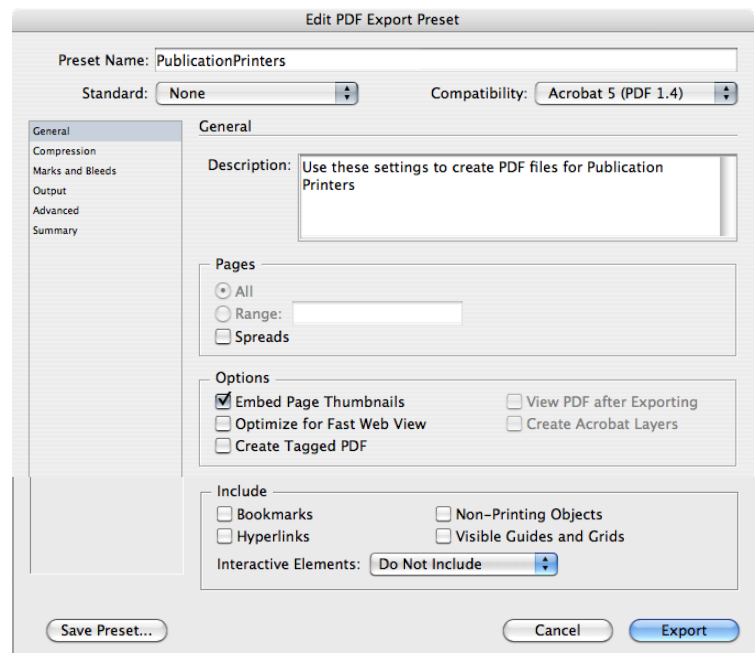 Edit PDF Export Preset
Preset Name: PublicationPrinters
Standard: None Compatibility: Acrobat 5 (PDF 1.4)
General
Compression
Marks and Bleeds
Output
Advanced
Summary
General
Description: Use these settings to create PDF files for Publication
Printers
Pages
All
Range:
Spreads
Options
Embed Page Thumbnails View PDF after Exporting
Optimize for Fast Web View Create Acrobat Layers
Create Tagged PDF
Include
Bookmarks Non-Printing Objects
Hyperlinks Visible Guides and Grids
Interactive Elements: Do Not Include
Save Preset... Cancel Export